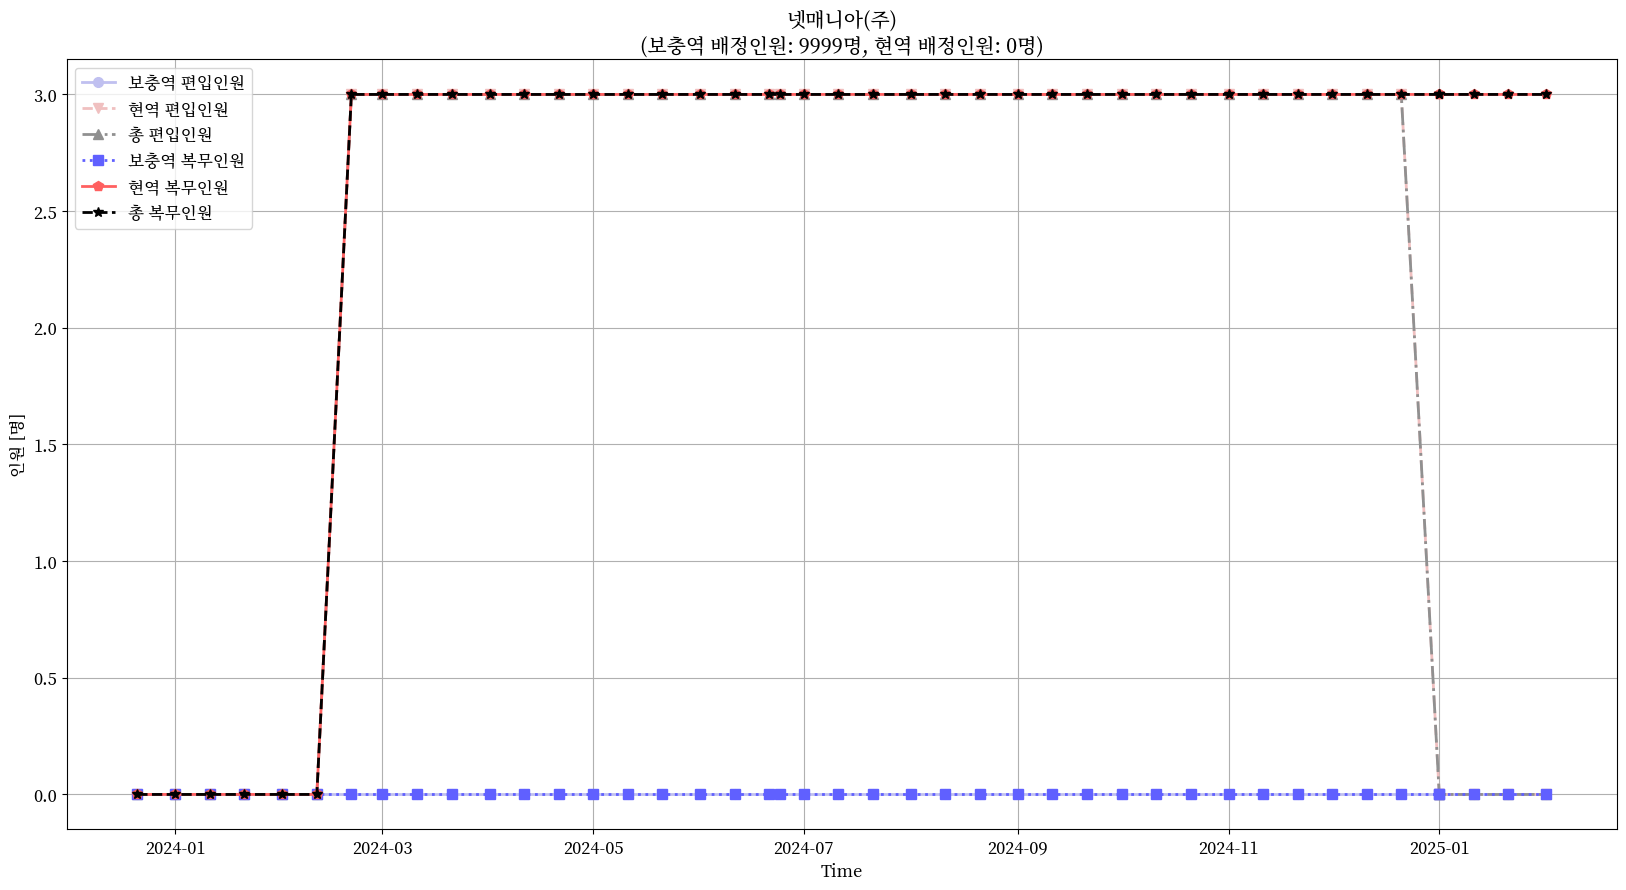 넷매니아(주)
(보충역 배정인원: 9999명, 현역 배정인원: 0명)
보충역 편입인원
현역 편입인원
총 편입인원
보충역 복무인원
현역 복무인원
총 복무인원
3.0
2.5
2.0
1.5
1.0
0.5
0.0
인원 [명]
2024-01
2024-03
2024-05
2024-07
2024-09
2024-11
2025-01
Time